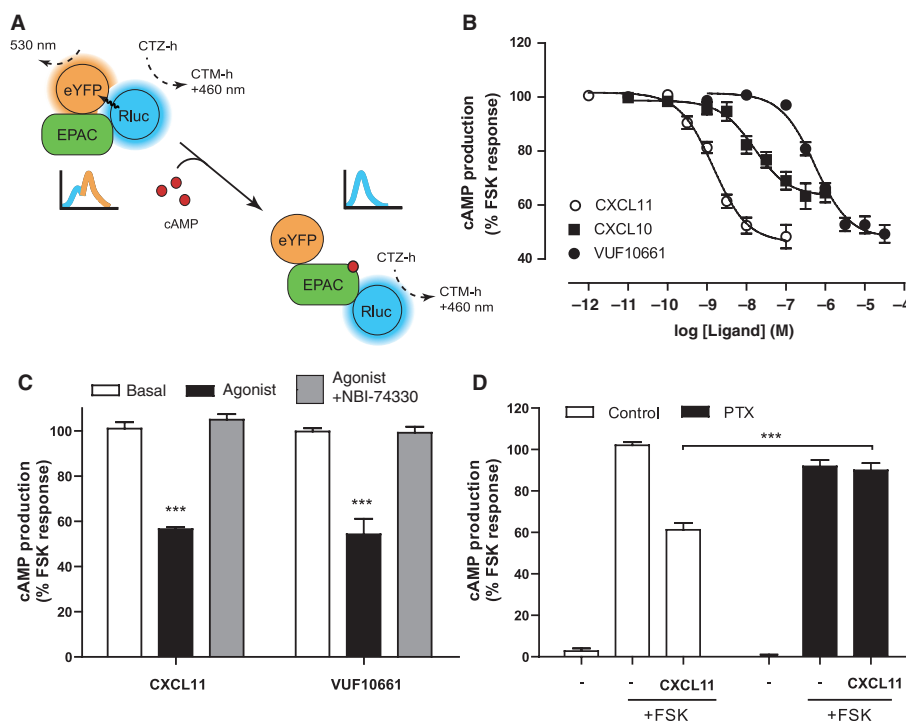 A
530 nm
CTZ-h
CTM-h
+460 nm
eYFP
Rluc
EPAC
cAMP
eYFP
EPAC
Rluc
CTZ-h
CTM-h
+460 nm
B
cAMP production
(% FSK response)
120
100
80
60
40
CXCL11
CXCL10
VUF10661
–12 –11 –10 –9 –8 –7 –6 –5 –4
log [Ligand] (M)
C
Basal Agonist Agonist
+NBI-74330
cAMP production
(% FSK response)
100
80
60
40
20
0
*** ***
CXCL11 VUF10661
D
Control PTX
cAMP production
(% FSK response)
120
100
80
60
40
20
0
***
- - CXCL11 - - CXCL11
+FSK +FSK